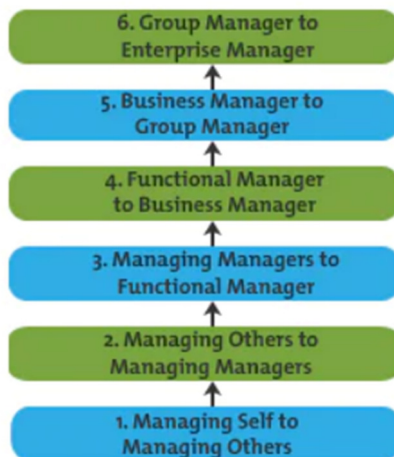 6. Group Manager to
Enterprise Manager
5. Business Manager to
Group Manager
4. Functional Manager
to Business Manager
3. Managing Managers to
Functional Manager
2. Managing Others to
Managing Managers
1. Managing Self to
Managing Others